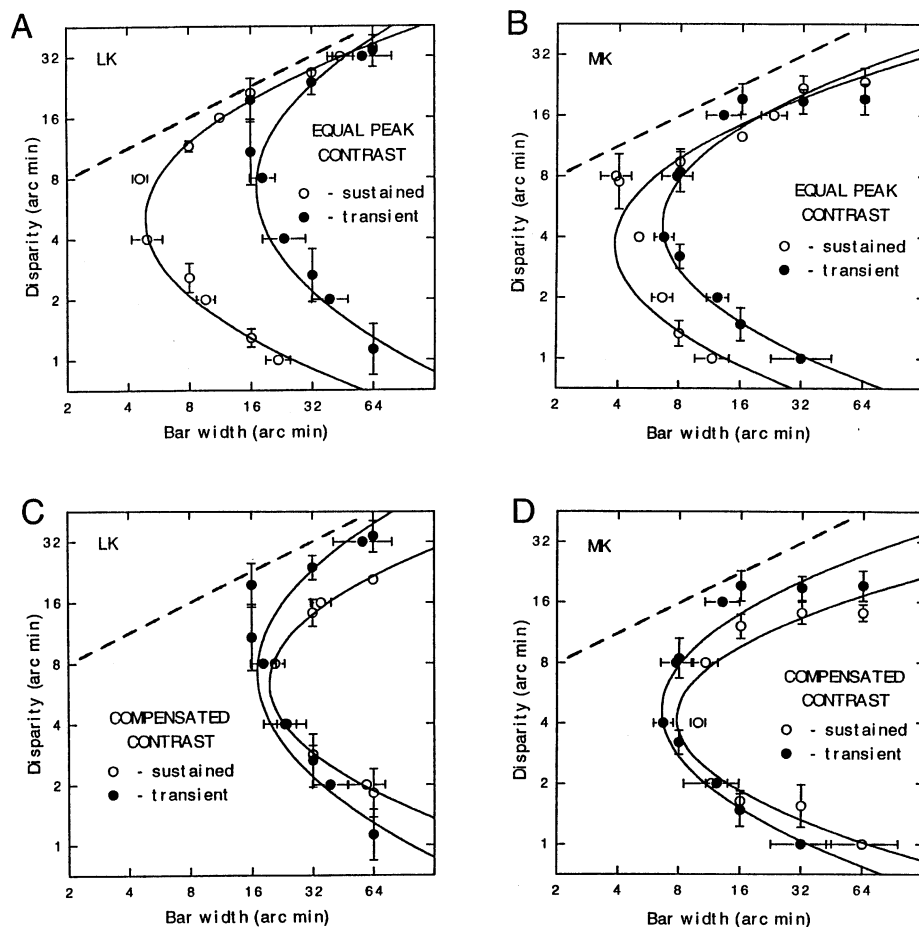 A
LK
32
16
8
4
2
1
Disparity (arc min)
EQUAL PEAK
CONTRAST
- sustained
- transient
2 4 8 16 32 64
Bar width (arc min)
B
MK
32
16
8
4
2
1
Disparity (arc min)
EQUAL PEAK
CONTRAST
- sustained
- transient
2 4 8 16 32 64
Bar width (arc min)
C
LK
32
16
8
4
2
1
Disparity (arc min)
COMPENSATED
CONTRAST
- sustained
- transient
2 4 8 16 32 64
Bar width (arc min)
D
MK
32
16
8
4
2
1
Disparity (arc min)
COMPENSATED
CONTRAST
- sustained
- transient
2 4 8 16 32 64
Bar width (arc min)